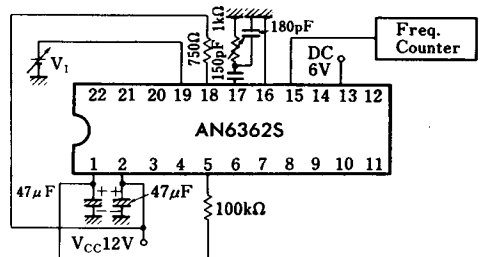 1kΩ
180pF
Freq.
Counter
V₁
750Ω
150pF
DC
6V
22 21 20 19 18 17 16 15 14 13 12
AN6362S
1 2 3 4 5 6 7 8 9 10 11
47μF
+ +
47μF
100kΩ
VCC12V